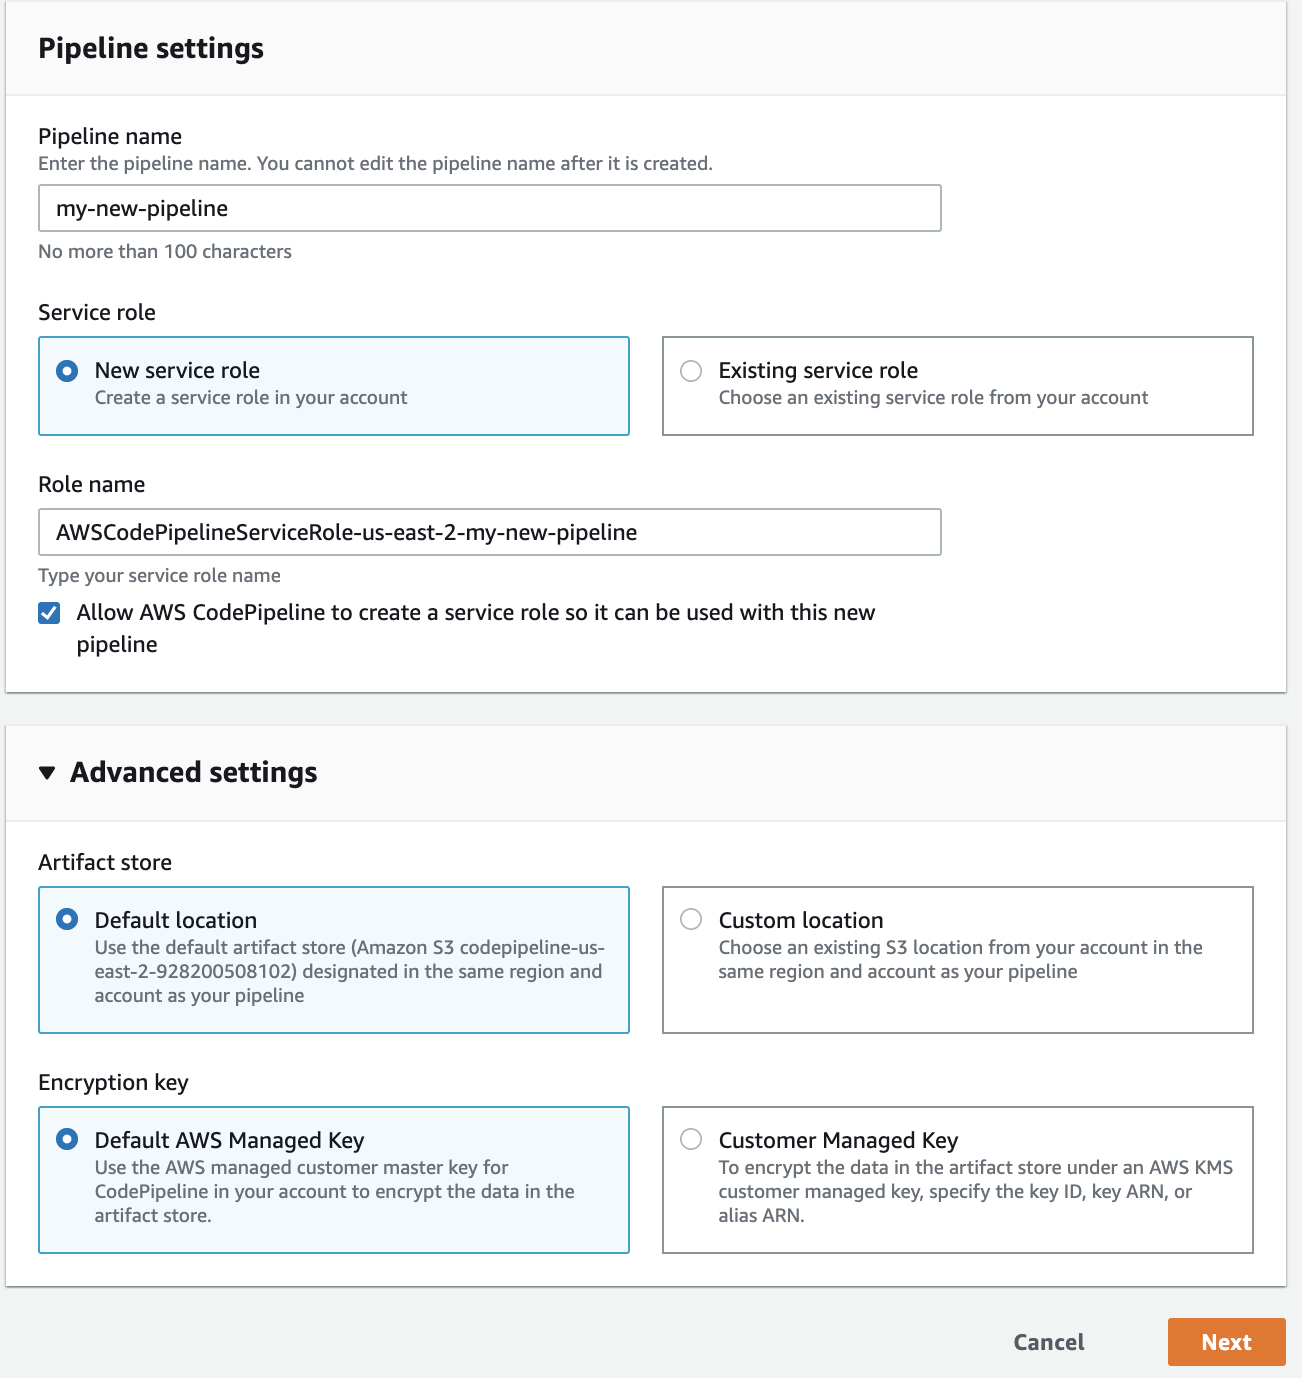 Pipeline settings
Pipeline name
Enter the pipeline name. You cannot edit the pipeline name after it is created.
my-new-pipeline
No more than 100 characters
Service role
New service role
Create a service role in your account
Existing service role
Choose an existing service role from your account
Role name
AWSCodePipelineServiceRole-us-east-2-my-new-pipeline
Type your service role name
Allow AWS CodePipeline to create a service role so it can be used with this new
pipeline
Advanced settings
Artifact store
Default location
Use the default artifact store (Amazon S3 codepipeline-us-
east-2-928200508102) designated in the same region and
account as your pipeline
Custom location
Choose an existing S3 location from your account in the
same region and account as your pipeline
Encryption key
Default AWS Managed Key
Use the AWS managed customer master key for
CodePipeline in your account to encrypt the data in the
artifact store.
Customer Managed Key
To encrypt the data in the artifact store under an AWS KMS
customer managed key, specify the key ID, key ARN, or
alias ARN.
Cancel
Next